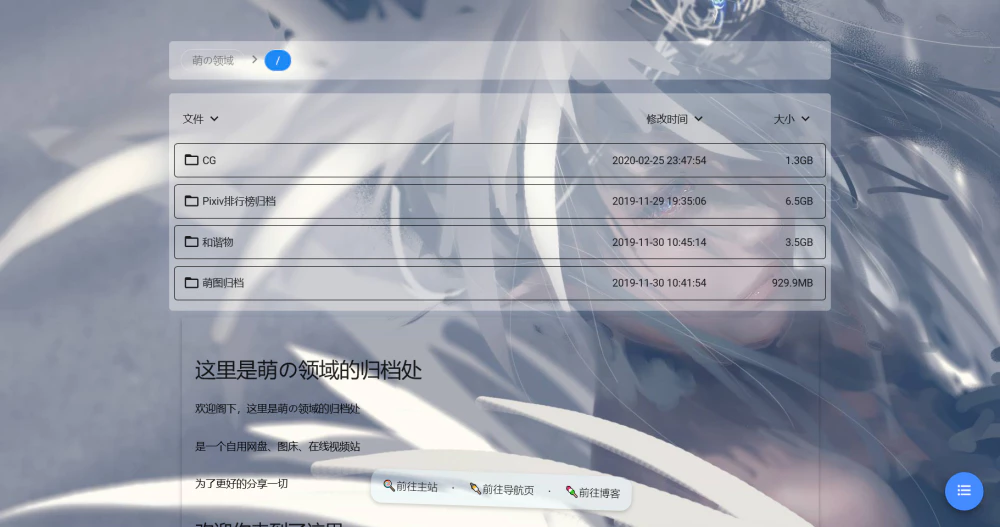 萌の领域 /
文件 修改时间 大小
CG 2020-02-25 23:47:54 1.3GB
Pixiv排行榜归档 2019-11-29 19:35:06 6.5GB
和谐物 2019-11-30 10:45:14 3.5GB
萌图归档 2019-11-30 10:41:54 929.9MB
这里是萌の领域的归档处
欢迎阁下，这里是萌の领域的归档处
是一个自用网盘、图床、在线视频站
为了更好的分享一切
前往主站 · 前往导航页 · 前往博客